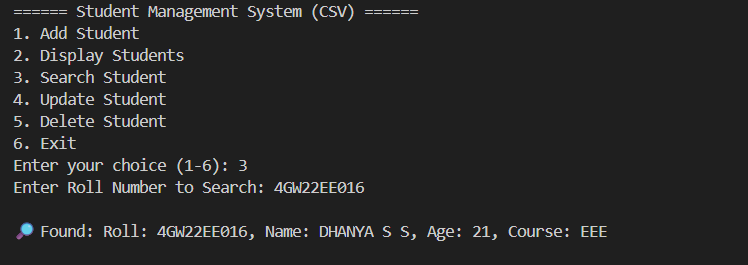 ====== Student Management System (CSV) ======
1. Add Student
2. Display Students
3. Search Student
4. Update Student
5. Delete Student
6. Exit
Enter your choice (1-6): 3
Enter Roll Number to Search: 4GW22EE016
🔎 Found: Roll: 4GW22EE016, Name: DHANYA S S, Age: 21, Course: EEE